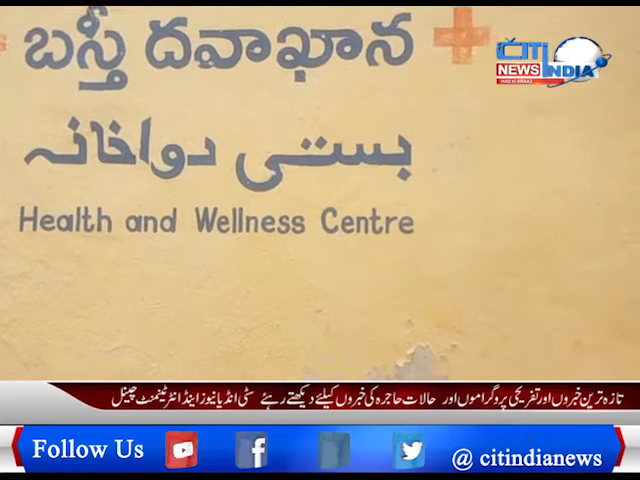 బస్తీ దవాఖాన
بستی دواخانہ
Health and Wellness Centre
CITI
NEWS INDIA
تازہ ترین خبروں اور تفریحی پروگراموں اور حالات حاجرہ کی خبروں کیلئے دیکھتے رہئے سٹی انڈیا نیوز اینڈ انٹرٹینمنٹ چینل
Follow Us
@ citindianews